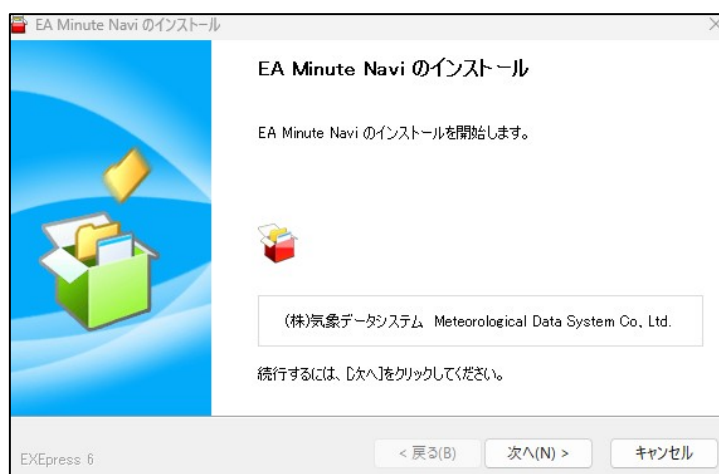 EA Minute Navi のインストール
EA Minute Navi のインストール
EA Minute Navi のインストールを開始します。
(株)気象データシステム Meteorological Data System Co, Ltd.
続行するには、[次へ]をクリックしてください。
EXEpress 6
< 戻る(B)
次へ(N) >
キャンセル